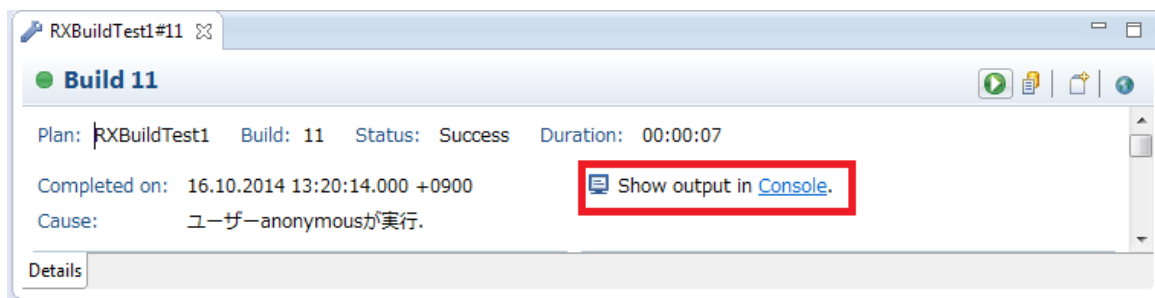 RXBuildTest1#11
Build 11
Plan: RXBuildTest1 Build: 11 Status: Success Duration: 00:00:07
Completed on: 16.10.2014 13:20:14.000 +0900 Show output in Console.
Cause: ユーザーanonymousが実行.
Details